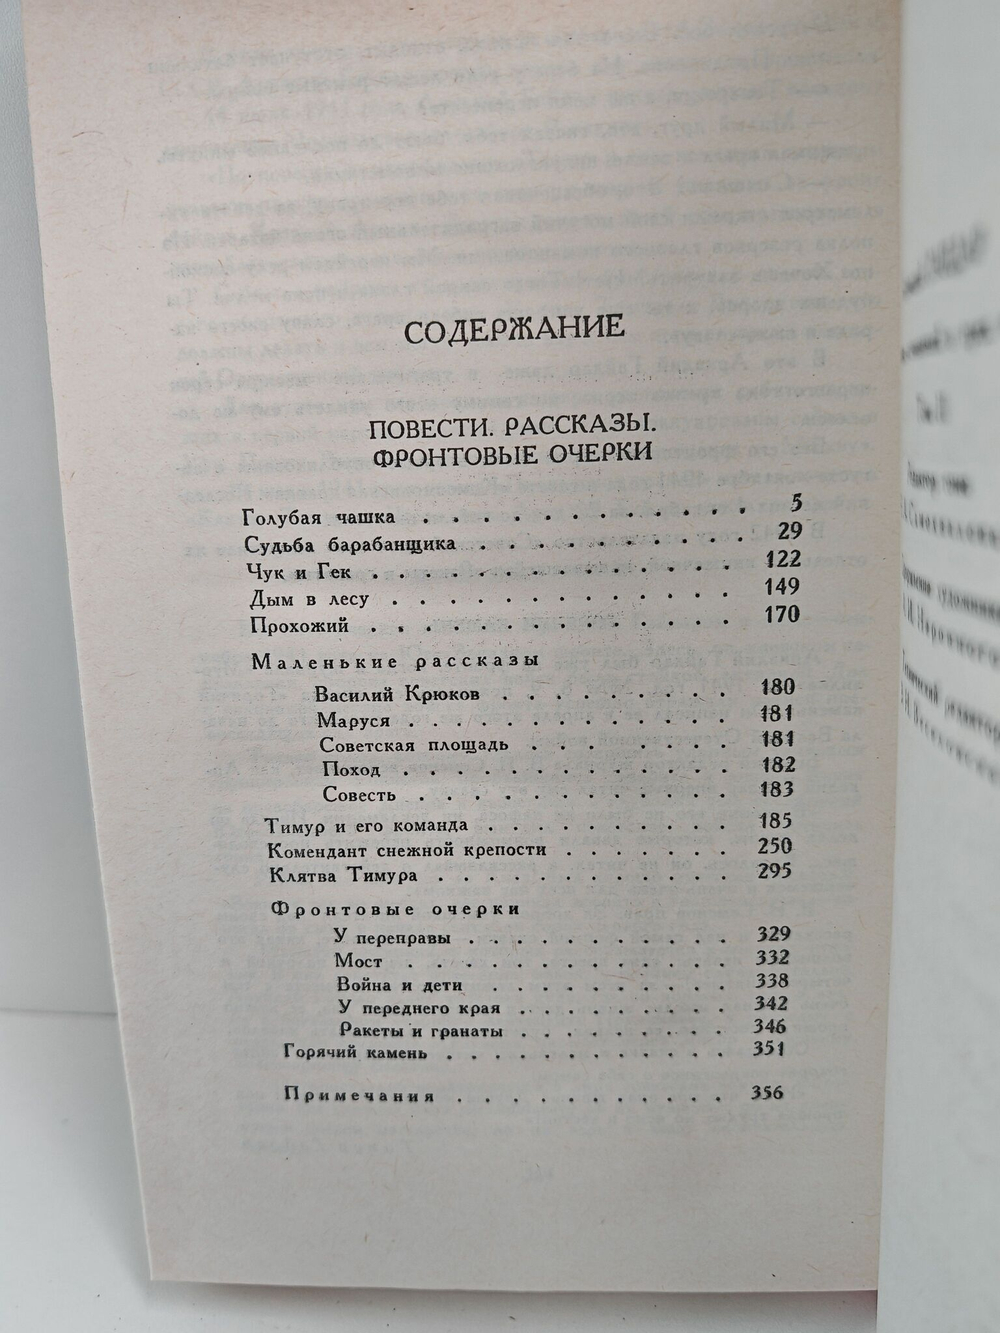 СОДЕРЖАНИЕ
ПОВЕСТИ. РАССКАЗЫ.
ФРОНТОВЫЕ ОЧЕРКИ
Голубая чашка . . . . . . . . . . . . 5
Судьба барабанщика . . . . . . . . . . 29
Чук и Гек . . . . . . . . . . . . . . 122
Дым в лесу . . . . . . . . . . . . . 149
Прохожий . . . . . . . . . . . . . . 170
Маленькие рассказы
Василий Крюков . . . . . . . . . 180
Маруся . . . . . . . . . . . . 181
Советская площадь . . . . . . . 181
Поход . . . . . . . . . . . . . 182
Совесть . . . . . . . . . . . . 183
Тимур и его команда . . . . . . . . . 185
Комендант снежной крепости . . . . . . . 250
Клятва Тимура . . . . . . . . . . . 295
Фронтовые очерки
У переправы . . . . . . . . . . . 329
Мост . . . . . . . . . . . . . 332
Война и дети . . . . . . . . . . 338
У переднего края . . . . . . . . . 342
Ракеты и гранаты . . . . . . . . . 346
Горячий камень . . . . . . . . . . . 351
Примечания . . . . . . . . . . . 356